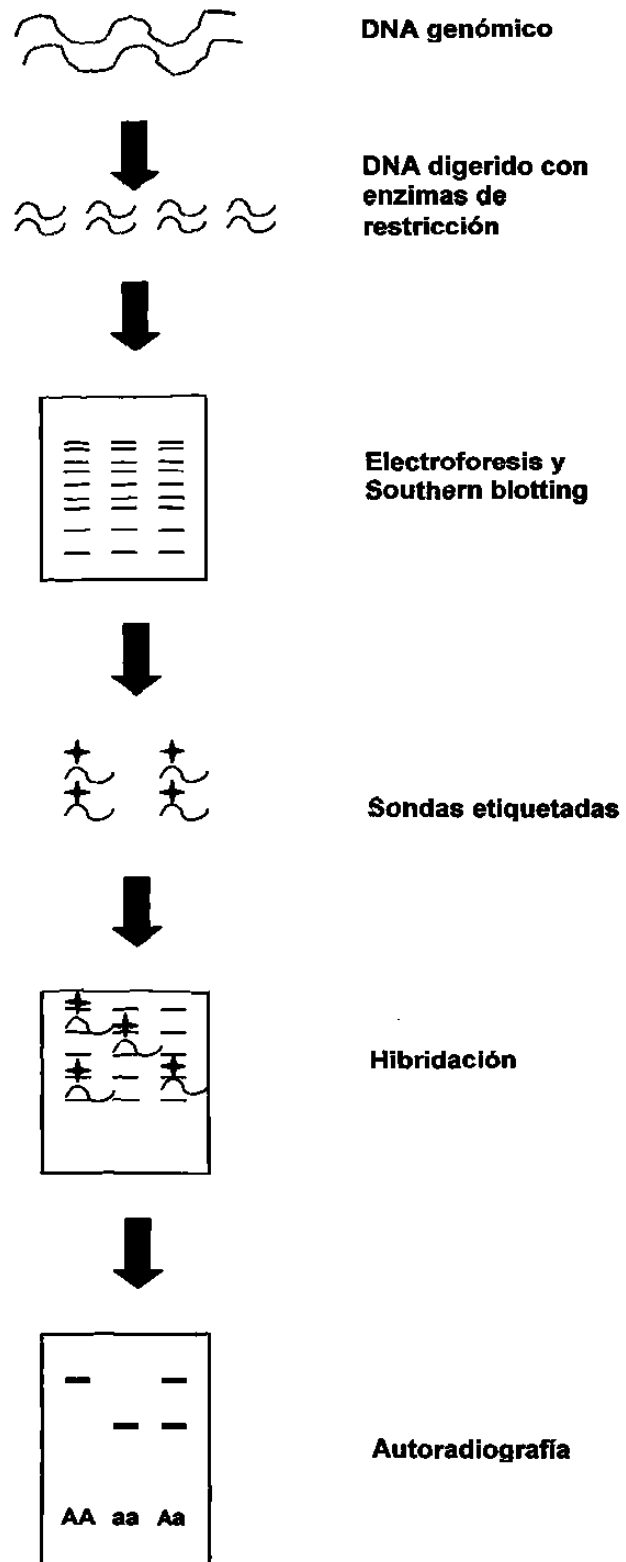 DNA genómico
DNA digerido con
enzimas de
restricción
Electroforesis y
Southern blotting
Sondas etiquetadas
Hibridación
Autoradiografía
AA aa Aa